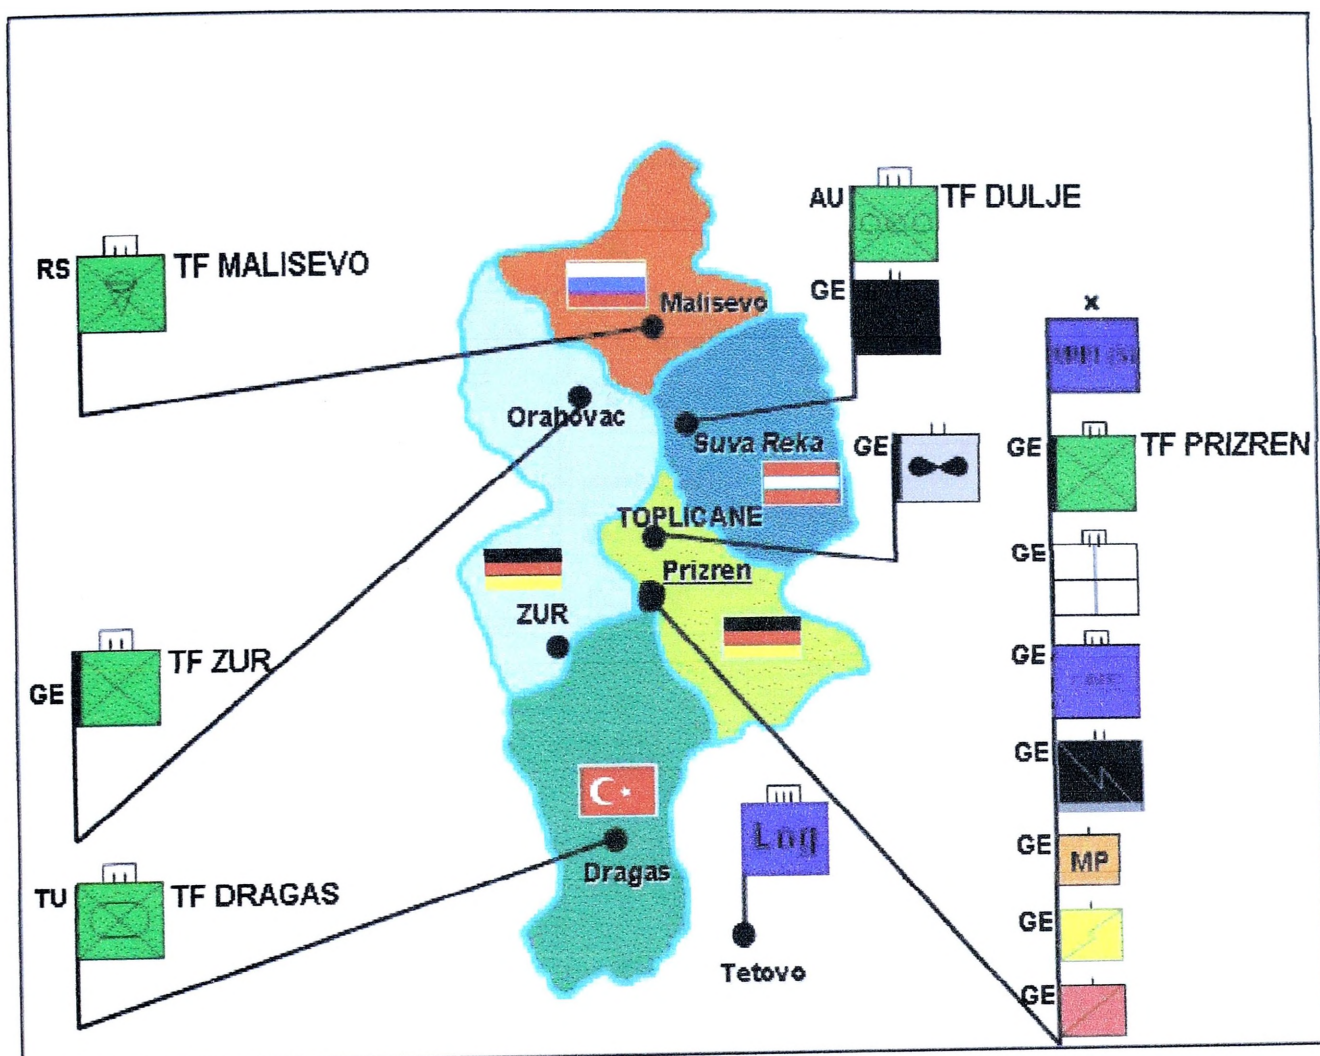 AU
TF DULJE
RS
TF MALISEVO
GE
Malisevo
x
Orahovac
Suva Reka
GE
GE
TF PRIZREN
TOPLICANE
GE
Prizren
ZUR
TF ZUR
GE
GE
GE
Log
GE
MP
TU
TF DRAGAS
Dragas
GE
Tetovo
GE